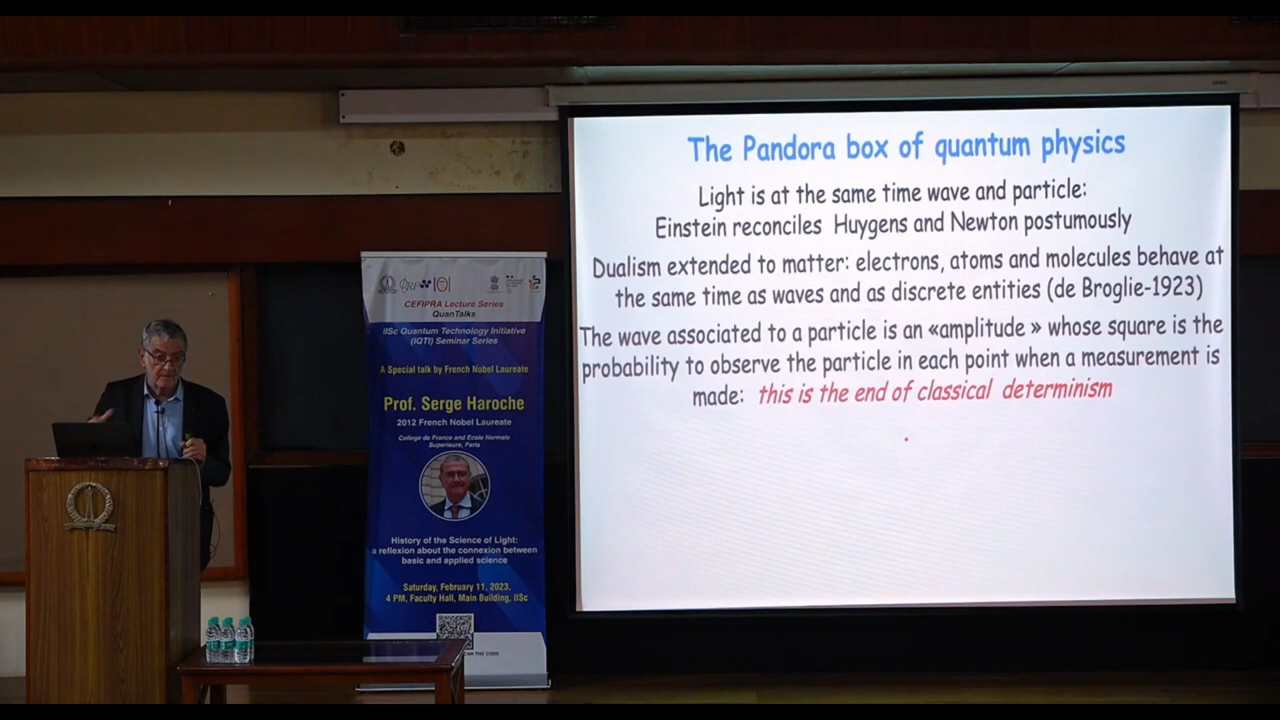 The Pandora box of quantum physics
Light is at the same time wave and particle:
Einstein reconciles Huygens and Newton postumously
Dualism extended to matter: electrons, atoms and molecules behave at
the same time as waves and as discrete entities (de Broglie-1923)
The wave associated to a particle is an «amplitude » whose square is the
probability to observe the particle in each point when a measurement is
made: this is the end of classical determinism
CEFIPRA Lecture Series
QuanTalks
IISc Quantum Technology Initiative
(IQTI) Seminar Series
A Special talk by French Nobel Laureate
Prof. Serge Haroche
2012 French Nobel Laureate
College de France and Ecole Normale
Superieure, Paris
History of the Science of Light:
a reflexion about the connexion between
basic and applied science
Saturday, February 11, 2023,
4 PM, Faculty Hall, Main Building, IISc
CAN THE CODE